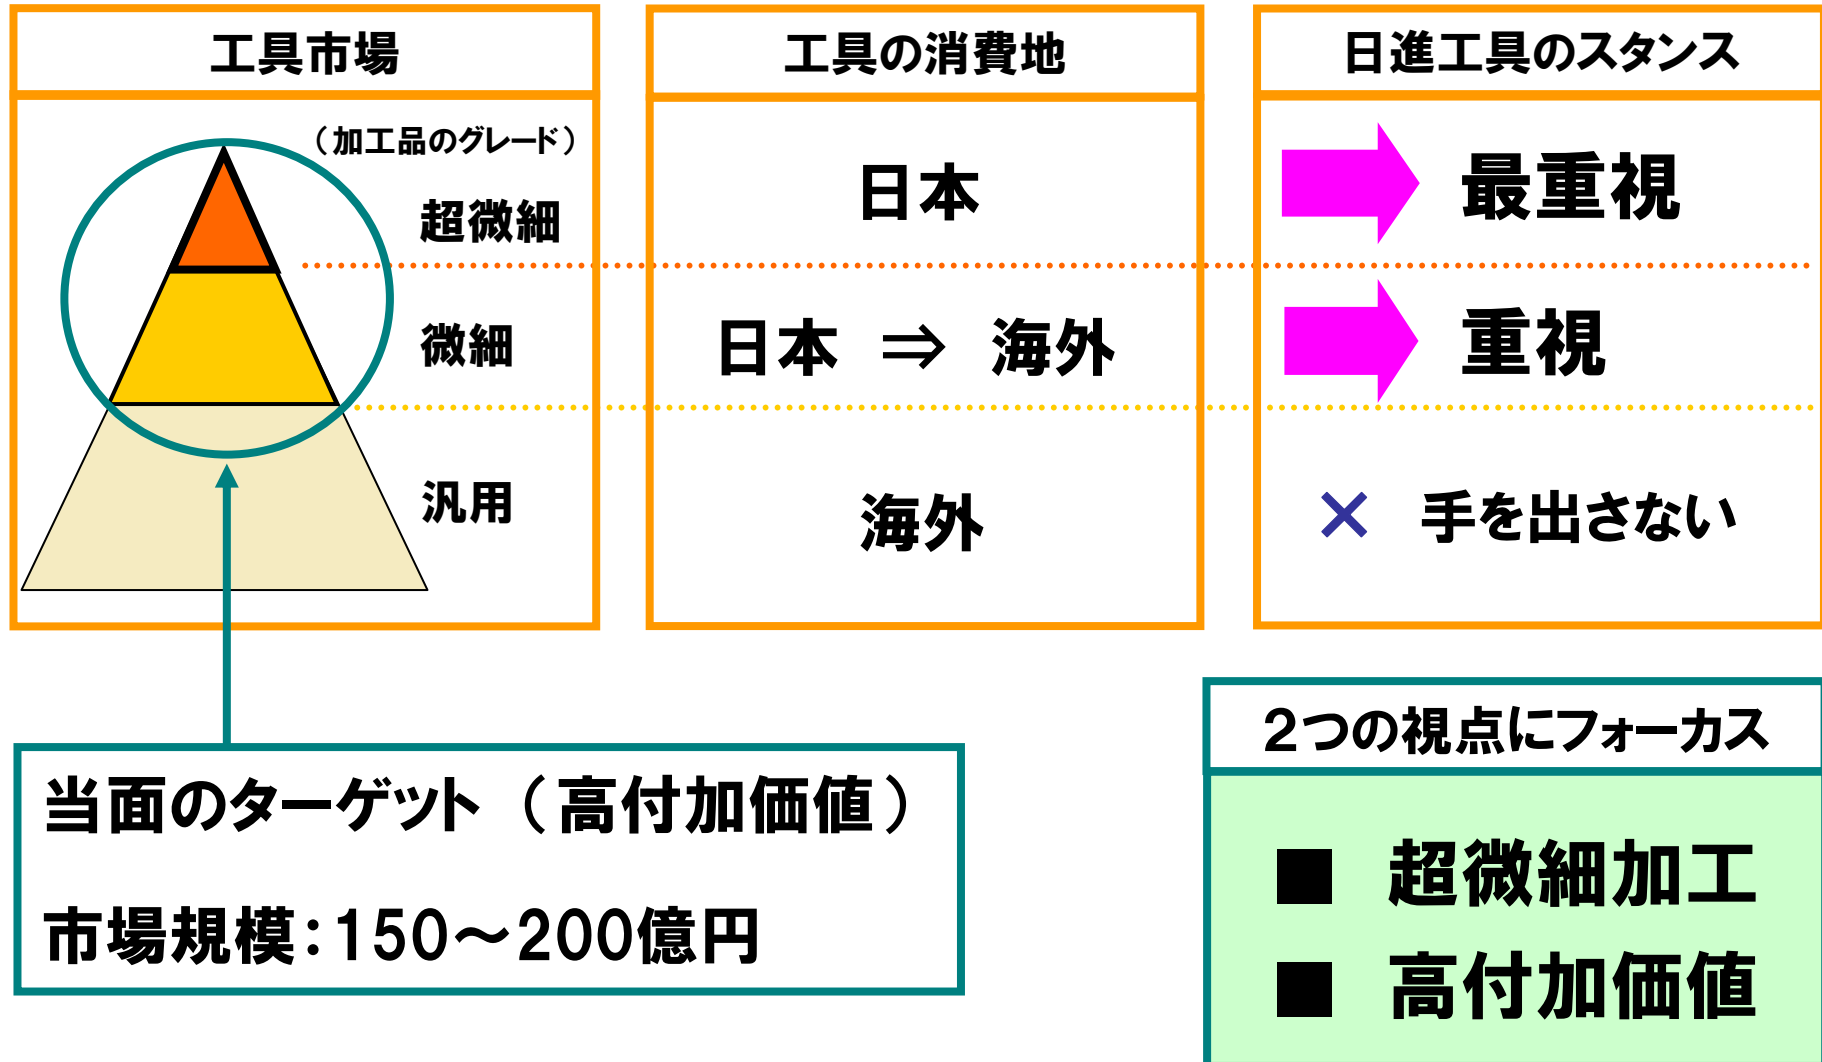 工具市場
工具の消費地
日進工具のスタンス
（加工品のグレード）
超微細
日本
最重視
微細
日本 ⇒ 海外
重視
汎用
海外
× 手を出さない
当面のターゲット（高付加価値）
市場規模：150～200億円
２つの視点にフォーカス
■ 超微細加工
■ 高付加価値